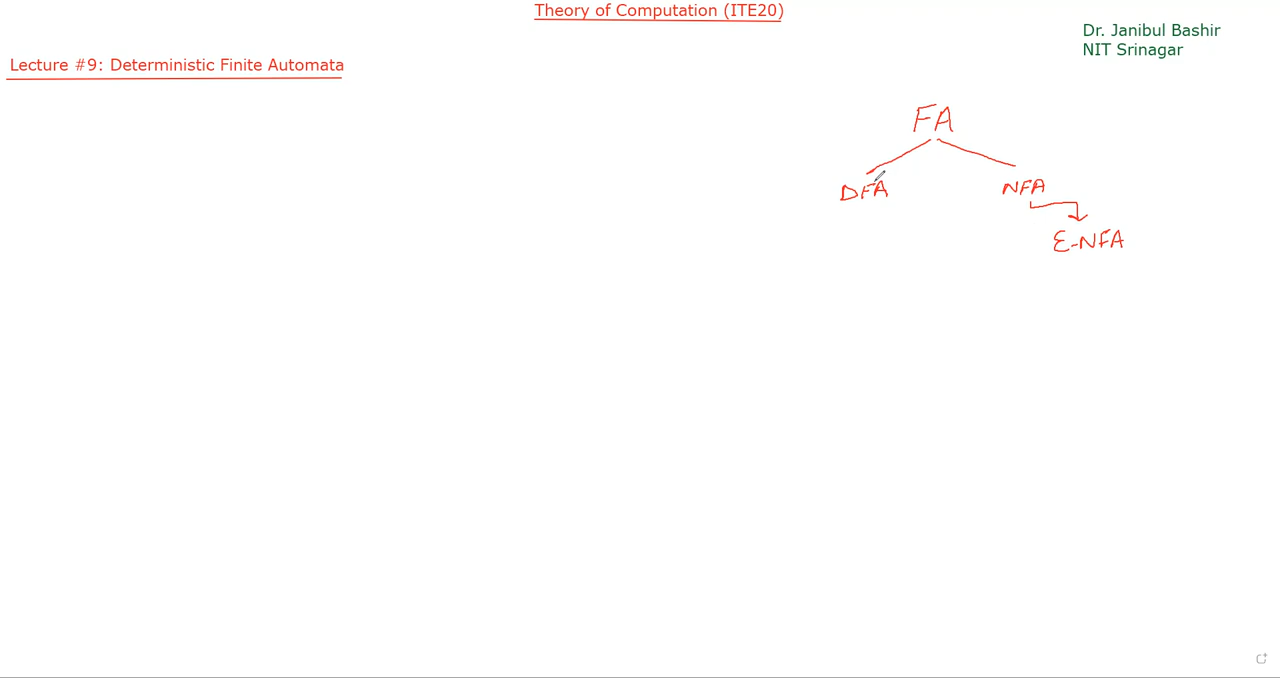 Theory of Computation (ITE20)
Dr. Janibul Bashir
NIT Srinagar
Lecture #9: Deterministic Finite Automata
FA
DFA NFA
Ɛ-NFA